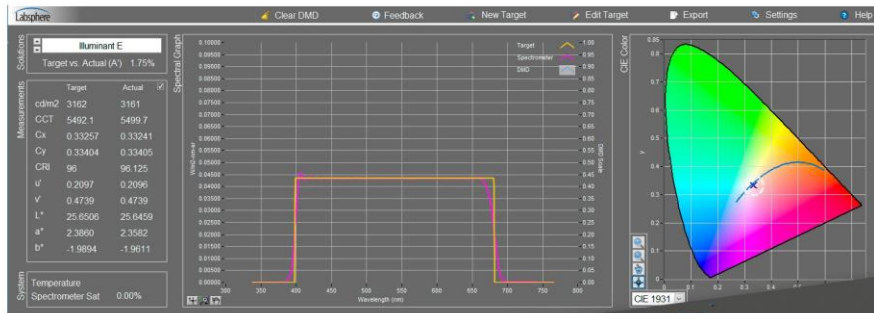 Labsphere
Clear DMD Feedback New Target Edit Target Export Settings Help
Solutions
Illuminant E
Target vs. Actual (A') 1.75%
Measurements
Target Actual
cd/m2 3162 3161
CCT 5492.1 5499.7
Cx 0.33257 0.33241
Cy 0.33404 0.33405
CRI 96 96.125
u' 0.2097 0.2096
v' 0.4739 0.4739
L* 25.6506 25.6459
a* 2.3860 2.3582
b* -1.9894 -1.9611
System
Temperature
Spectrometer Sat 0.00%
Spectral Graph
Target
Spectrometer
DMD
0.10000
0.09500
0.09000
0.08500
0.08000
0.07500
0.07000
0.06500
0.06000
0.05500
0.05000
0.04500
0.04000
0.03500
0.03000
0.02500
0.02000
0.01500
0.01000
0.00500
0.00000
300 350 400 450 500 550 600 650 700 750 800
Wavelength (nm)
1.00
0.95
0.90
0.85
0.80
0.75
0.70
0.65
0.60
0.55
0.50
0.45
0.40
0.35
0.30
0.25
0.20
0.15
0.10
0.05
0.00
DMD Scale
CIE Color
0.85
0.8
0.7
0.6
0.5
0.4
0.3
0.2
0.1
0
y
0 0.1 0.2 0.3 0.4
CIE 1931